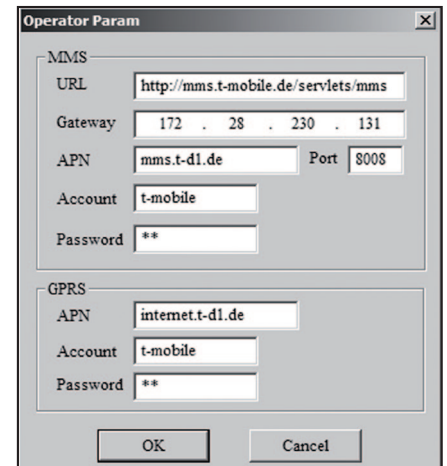 Operator Param
MMS
URL http://mms.t-mobile.de/servlets/mms
Gateway 172 . 28 . 230 . 131
APN mms.t-d1.de Port 8008
Account t-mobile
Password **
GPRS
APN internet.t-d1.de
Account t-mobile
Password **
OK Cancel